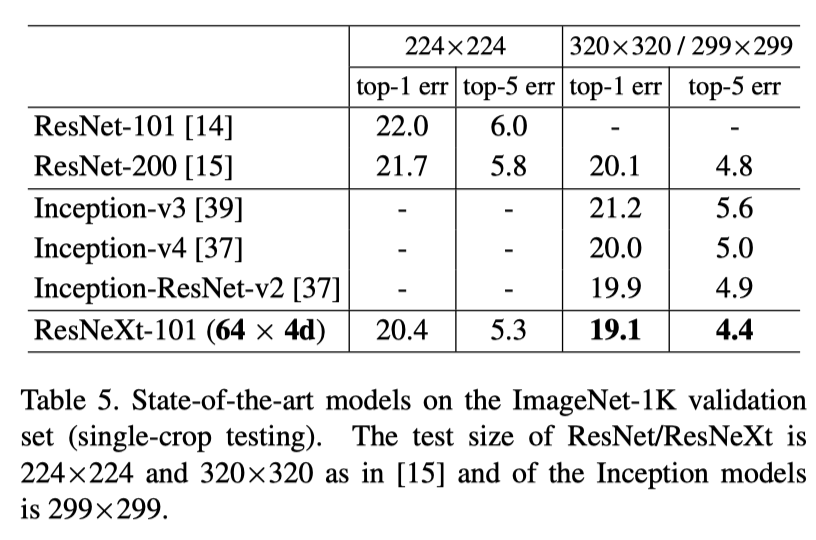 224×224 320×320 / 299×299
top-1 err top-5 err top-1 err top-5 err
ResNet-101 [14] 22.0 6.0 - -
ResNet-200 [15] 21.7 5.8 20.1 4.8
Inception-v3 [39] - - 21.2 5.6
Inception-v4 [37] - - 20.0 5.0
Inception-ResNet-v2 [37] - - 19.9 4.9
ResNeXt-101 (64 × 4d) 20.4 5.3 19.1 4.4
Table 5. State-of-the-art models on the ImageNet-1K validation
set (single-crop testing). The test size of ResNet/ResNeXt is
224×224 and 320×320 as in [15] and of the Inception models
is 299×299.